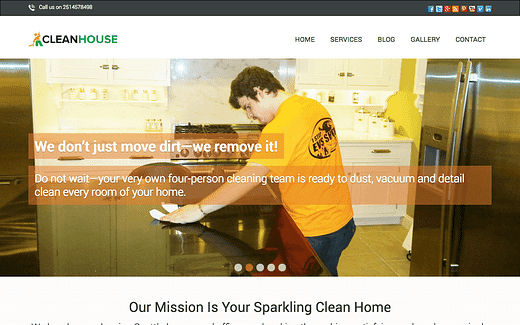 Call us on 2514578498
CLEANHOUSE
HOME SERVICES BLOG GALLERY CONTACT
We don't just move dirt—we remove it!
Do not wait—your very own four-person cleaning team is ready to dust, vacuum and detail
clean every room of your home.
Our Mission Is Your Sparkling Clean Home